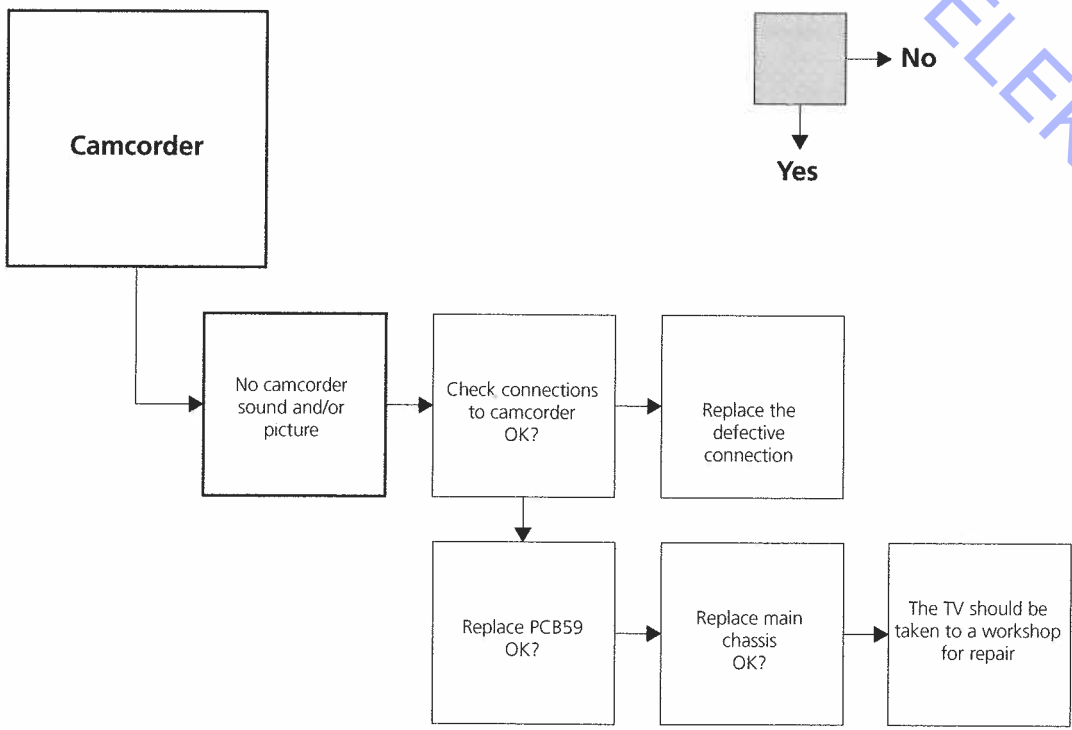 Camcorder
No
Yes
No camcorder
sound and/or
picture
Check connections
to camcorder
OK?
Replace the
defective
connection
Replace PCB59
OK?
Replace main
chassis
OK?
The TV should be
taken to a workshop
for repair